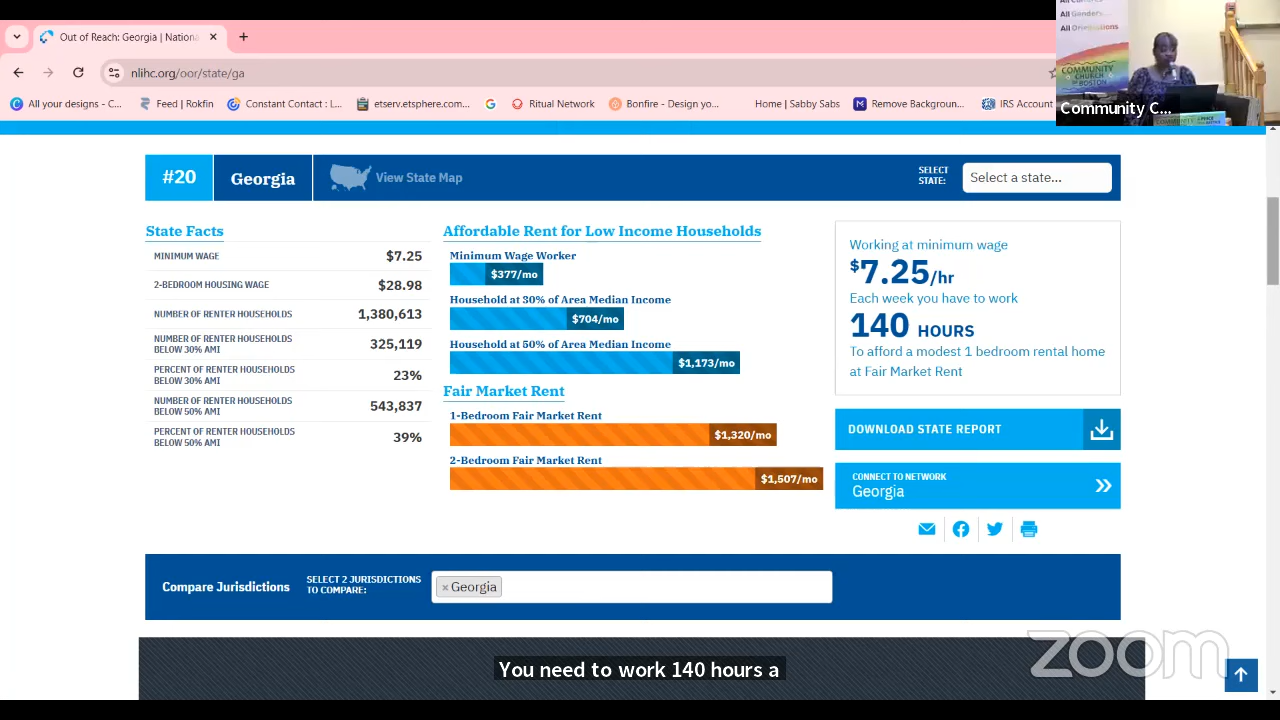 Out of Reach: Georgia | Nationa
nlihc.org/oor/state/ga
All your designs - C...
Feed | Rokfin
Constant Contact : L...
etserv.etsphere.com...
Ritual Network
Bonfire - Design yo...
Home | Sabby Sabs
Remove Backgroun...
IRS Account
All Genders
All Orientations
COMMUNITY
CHURCH
OF BOSTON
Community C...
#20
Georgia
View State Map
SELECT
STATE:
Select a state...
State Facts
MINIMUM WAGE $7.25
2-BEDROOM HOUSING WAGE $28.98
NUMBER OF RENTER HOUSEHOLDS 1,380,613
NUMBER OF RENTER HOUSEHOLDS
BELOW 30% AMI 325,119
PERCENT OF RENTER HOUSEHOLDS
BELOW 30% AMI 23%
NUMBER OF RENTER HOUSEHOLDS
BELOW 50% AMI 543,837
PERCENT OF RENTER HOUSEHOLDS
BELOW 50% AMI 39%
Affordable Rent for Low Income Households
Minimum Wage Worker
$377/mo
Household at 30% of Area Median Income
$704/mo
Household at 50% of Area Median Income
$1,173/mo
Fair Market Rent
1-Bedroom Fair Market Rent
$1,320/mo
2-Bedroom Fair Market Rent
$1,507/mo
Working at minimum wage
$7.25/hr
Each week you have to work
140 HOURS
To afford a modest 1 bedroom rental home
at Fair Market Rent
DOWNLOAD STATE REPORT
CONNECT TO NETWORK
Georgia
Compare Jurisdictions
SELECT 2 JURISDICTIONS
TO COMPARE:
× Georgia
zoom
You need to work 140 hours a